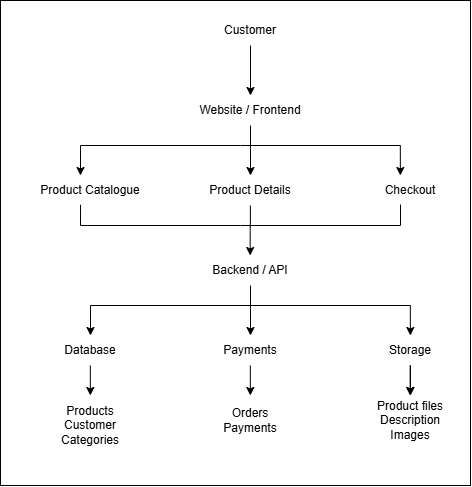 Customer
Website / Frontend
Product Catalogue
Product Details
Checkout
Backend / API
Database
Payments
Storage
Products
Customer
Categories
Orders
Payments
Product files
Description
Images